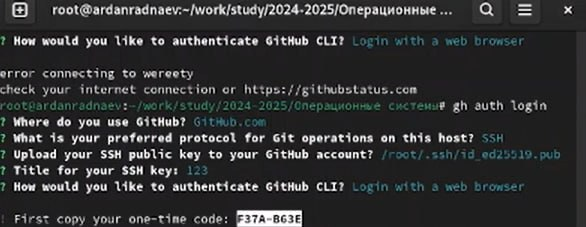 root@ardanradnaev:~/work/study/2024-2025/Операционные ...
? How would you like to authenticate GitHub CLI? Login with a web browser
error connecting to wereety
check your internet connection or https://githubstatus.com
root@ardanradnaev:~/work/study/2024-2025/Операционные системы# gh auth login
? Where do you use GitHub? GitHub.com
? What is your preferred protocol for Git operations on this host? SSH
? Upload your SSH public key to your GitHub account? /root/.ssh/id_ed25519.pub
? Title for your SSH key: 123
? How would you like to authenticate GitHub CLI? Login with a web browser
! First copy your one-time code: F37A-B63E